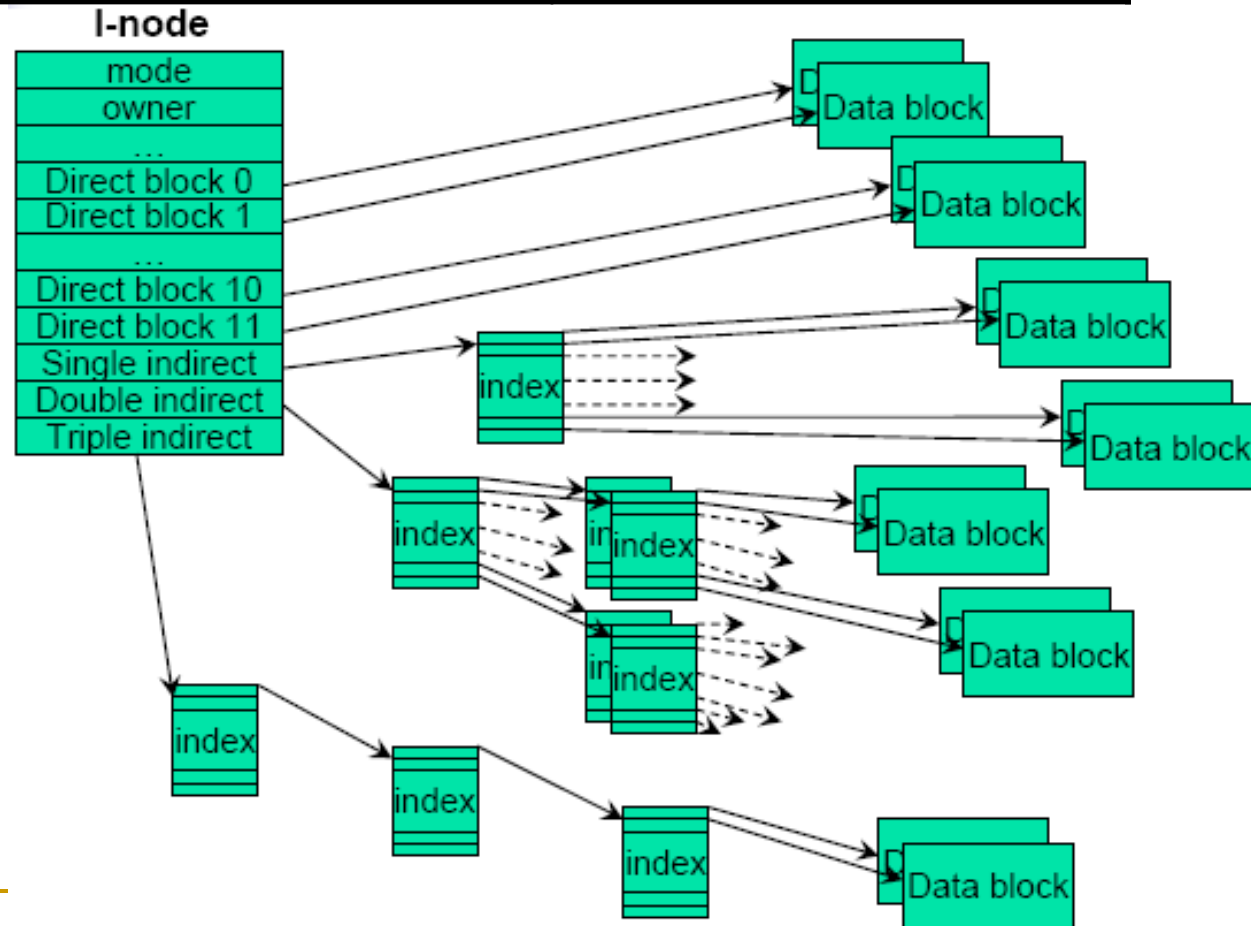 I-node
mode
owner
...
Direct block 0
Direct block 1
...
Direct block 10
Direct block 11
Single indirect
Double indirect
Triple indirect
D
Data block
D
Data block
D
Data block
D
Data block
index
index
in
index
in
index
D
Data block
D
Data block
index
index
index
D
Data block